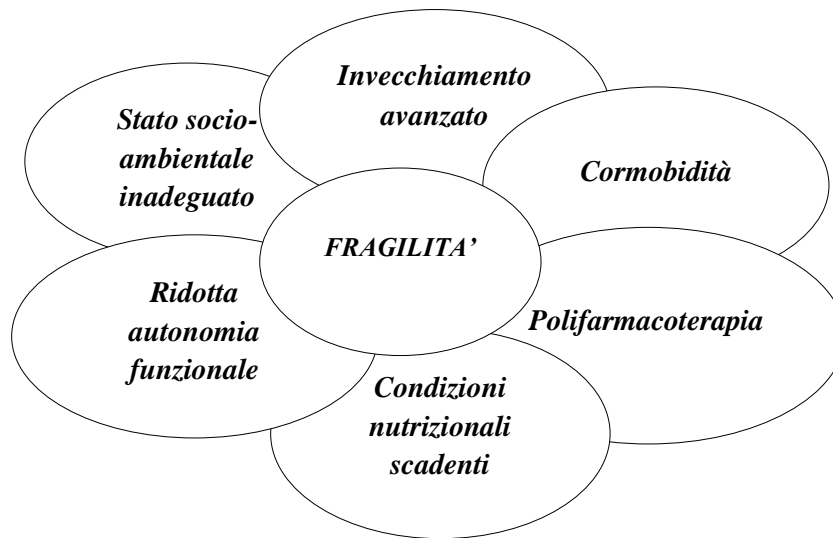 Invecchiamento
avanzato
Stato socio-
ambientale
inadeguato
Cormobidità
FRAGILITA’
Ridotta
autonomia
funzionale
Polifarmacoterapia
Condizioni
nutrizionali
scadenti